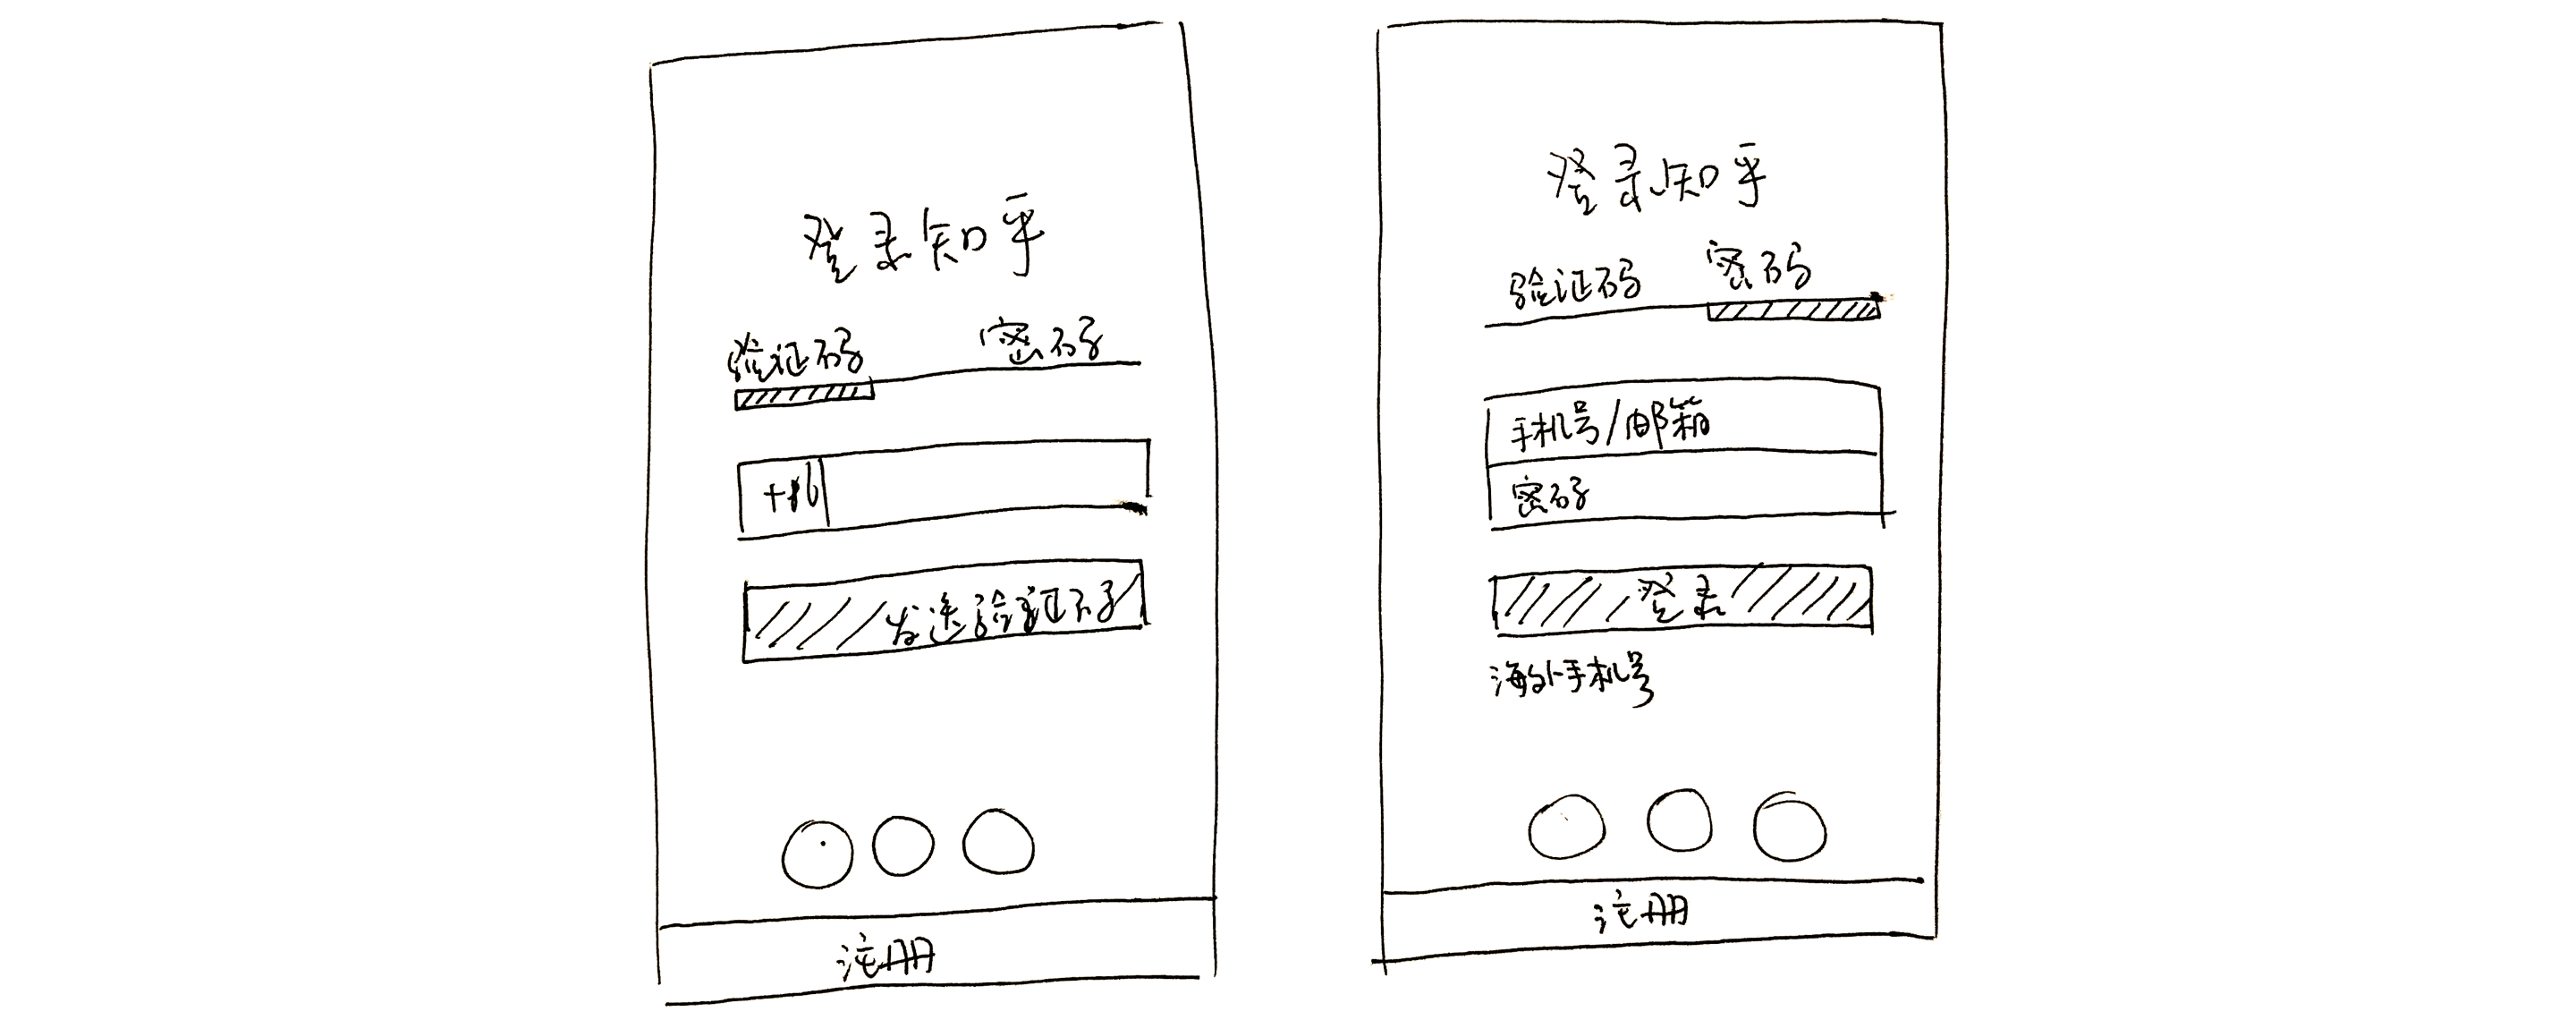 登录知乎
验证码 密码
+86
发送验证码
注册
登录知乎
验证码 密码
手机号/邮箱
密码
登录
海外手机号
注册